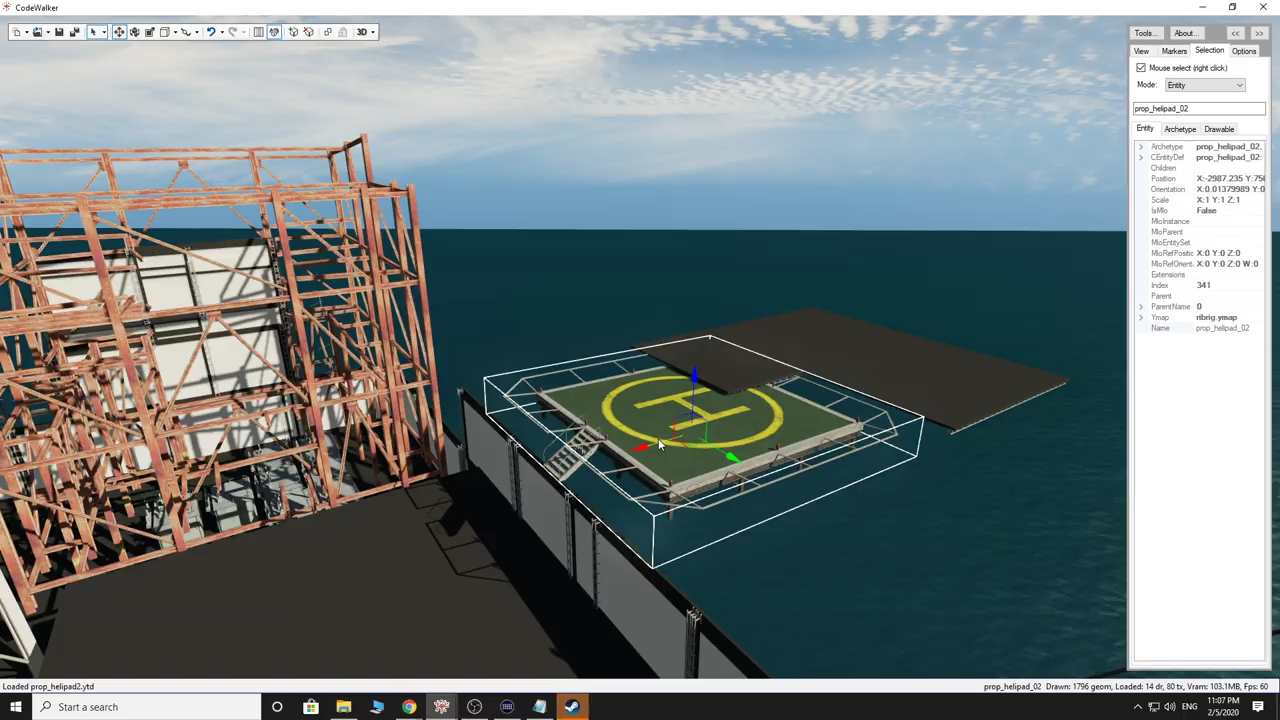 CodeWalker
3D
Tools... About... << >>
View Markers Selection Options
Mouse select (right click)
Mode: Entity
prop_helipad_02
Entity Archetype Drawable
Archetype prop_helipad_02,
CEntityDef prop_helipad_02:
Children
Position X:-2987.235 Y:756
Orientation X:0.01379989 Y:0
Scale X:1 Y:1 Z:1
IsMlo False
MloInstance
MloParent
MloEntitySet
MloRefPositic X:0 Y:0 Z:0
MloRefOrient X:0 Y:0 Z:0 W:0
Extensions
Index 341
Parent
ParentName 0
Ymap ribrig.ymap
Name prop_helipad_02
H
Loaded prop_helipad2.ytd
prop_helipad_02 Drawn: 1796 geom, Loaded: 14 dr, 80 tx, Vram: 103.1MB, Fps: 60
Start a search
ENG
11:07 PM
2/5/2020